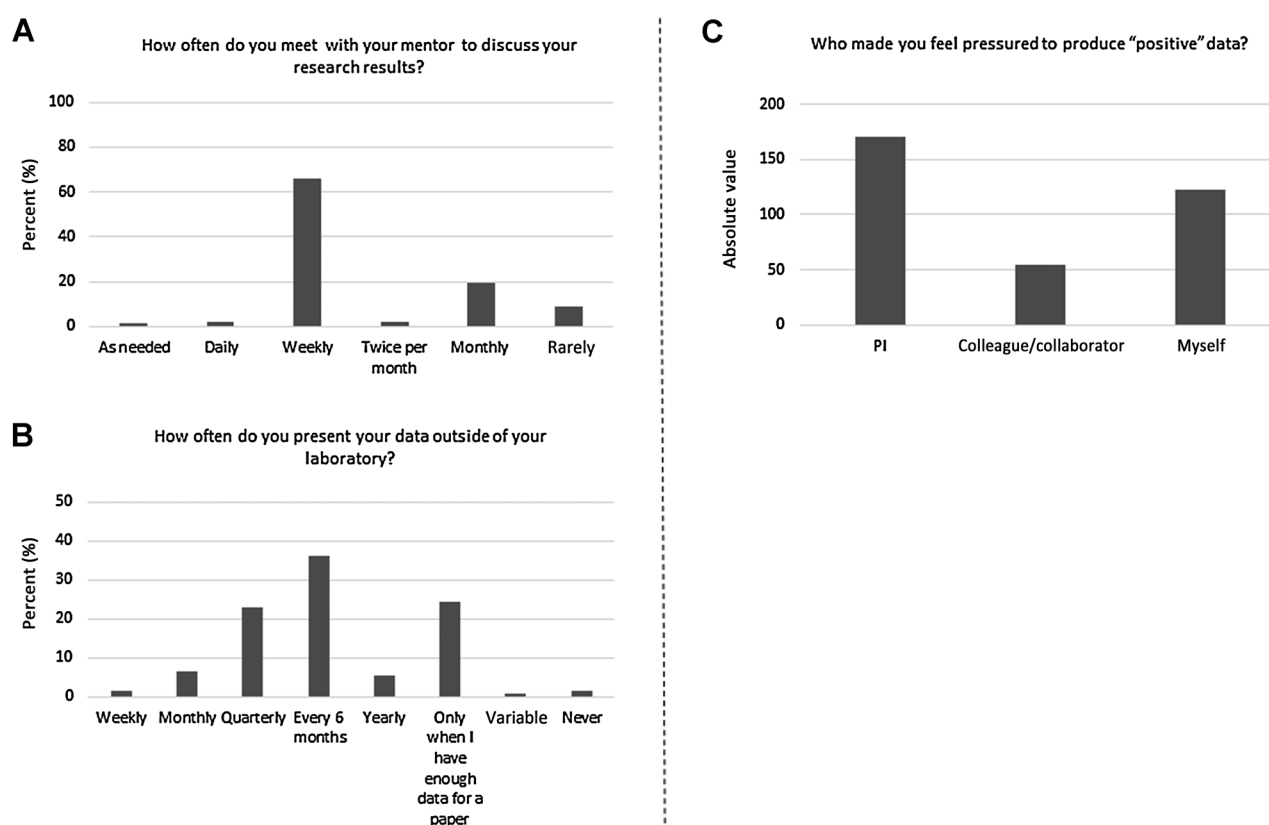 A
How often do you meet with your mentor to discuss your
research results?
100
80
60
40
20
0
Percent (%)
As needed
Daily
Weekly
Twice per
month
Monthly
Rarely
B
How often do you present your data outside of your
laboratory?
50
40
30
20
10
0
Percent (%)
Weekly
Monthly
Quarterly
Every 6
months
Yearly
Only
when I
have
enough
data for a
paper
Variable
Never
C
Who made you feel pressured to produce “positive” data?
200
150
100
50
0
Absolute value
PI
Colleague/collaborator
Myself